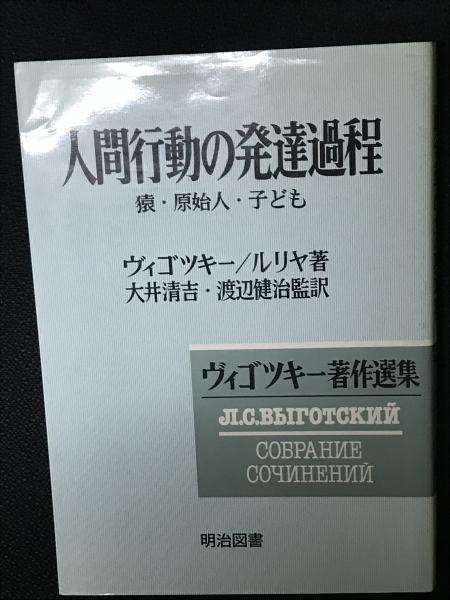 人間行動の発達過程
猿・原始人・子ども
ヴィゴツキー/ルリヤ著
大井清吉・渡辺健治監訳
ヴィゴツキー著作選集
Л.С.ВЫГОТСКИЙ
СОБРАНИЕ
СОЧИНЕНИЙ
明治図書